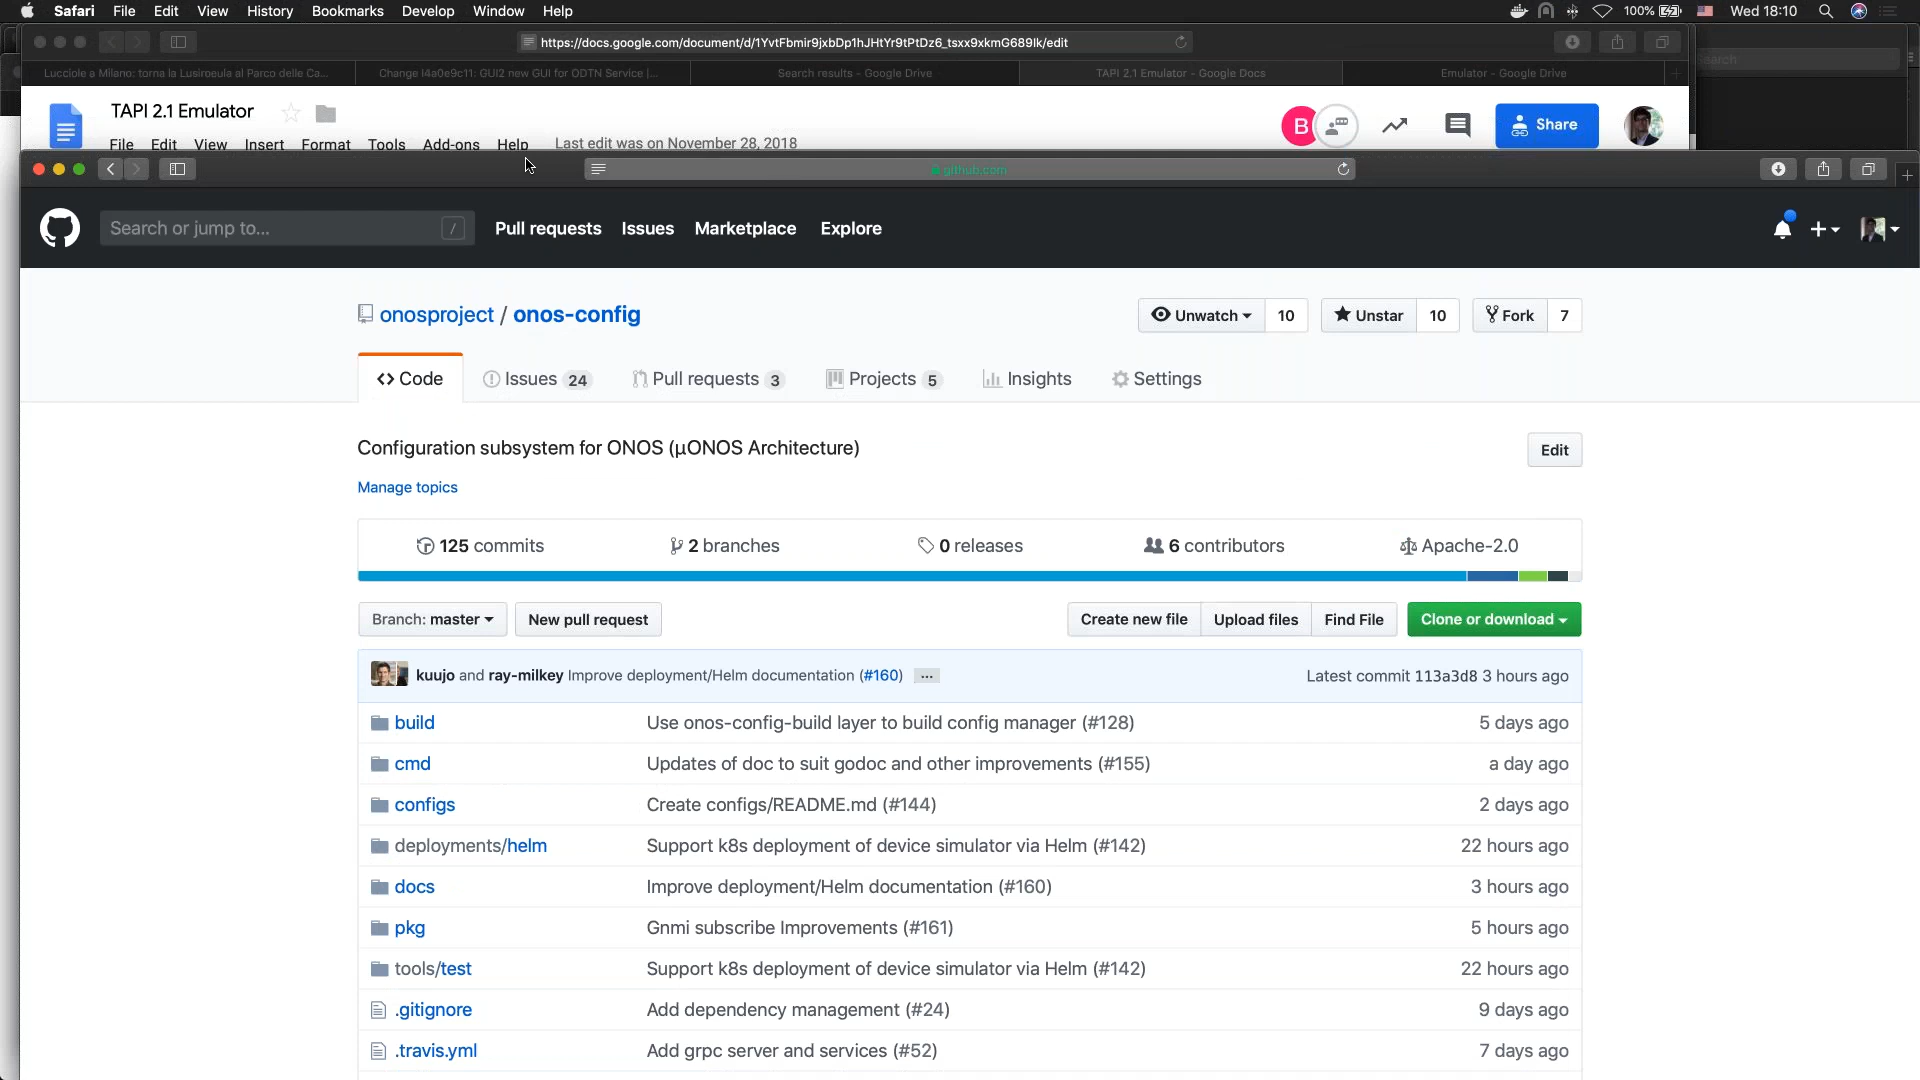 Safari File Edit View History Bookmarks Develop Window Help 100% Wed 18:10
https://docs.google.com/document/d/1YvtFbmir9jxbDp1hJHtYr9tPtDz6_tsxx9xkmG689Ik/edit
Search
Lucciole a Milano: torna la Lusiroeula al Parco delle Ca... Change I4a0e9c11: GUI2 new GUI for ODTN Service |... Search results - Google Drive TAPI 2.1 Emulator - Google Docs Emulator - Google Drive
TAPI 2.1 Emulator
B Share
File Edit View Insert Format Tools Add-ons Help Last edit was on November 28, 2018
github.com
Search or jump to... / Pull requests Issues Marketplace Explore
onosproject / onos-config Unwatch 10 Unstar 10 Fork 7
Code Issues 24 Pull requests 3 Projects 5 Insights Settings
Configuration subsystem for ONOS (µONOS Architecture) Edit
Manage topics
125 commits 2 branches 0 releases 6 contributors Apache-2.0
Branch: master New pull request Create new file Upload files Find File Clone or download
kuujo and ray-milkey Improve deployment/Helm documentation (#160) ... Latest commit 113a3d8 3 hours ago
build Use onos-config-build layer to build config manager (#128) 5 days ago
cmd Updates of doc to suit godoc and other improvements (#155) a day ago
configs Create configs/README.md (#144) 2 days ago
deployments/helm Support k8s deployment of device simulator via Helm (#142) 22 hours ago
docs Improve deployment/Helm documentation (#160) 3 hours ago
pkg Gnmi subscribe Improvements (#161) 5 hours ago
tools/test Support k8s deployment of device simulator via Helm (#142) 22 hours ago
.gitignore Add dependency management (#24) 9 days ago
.travis.yml Add grpc server and services (#52) 7 days ago